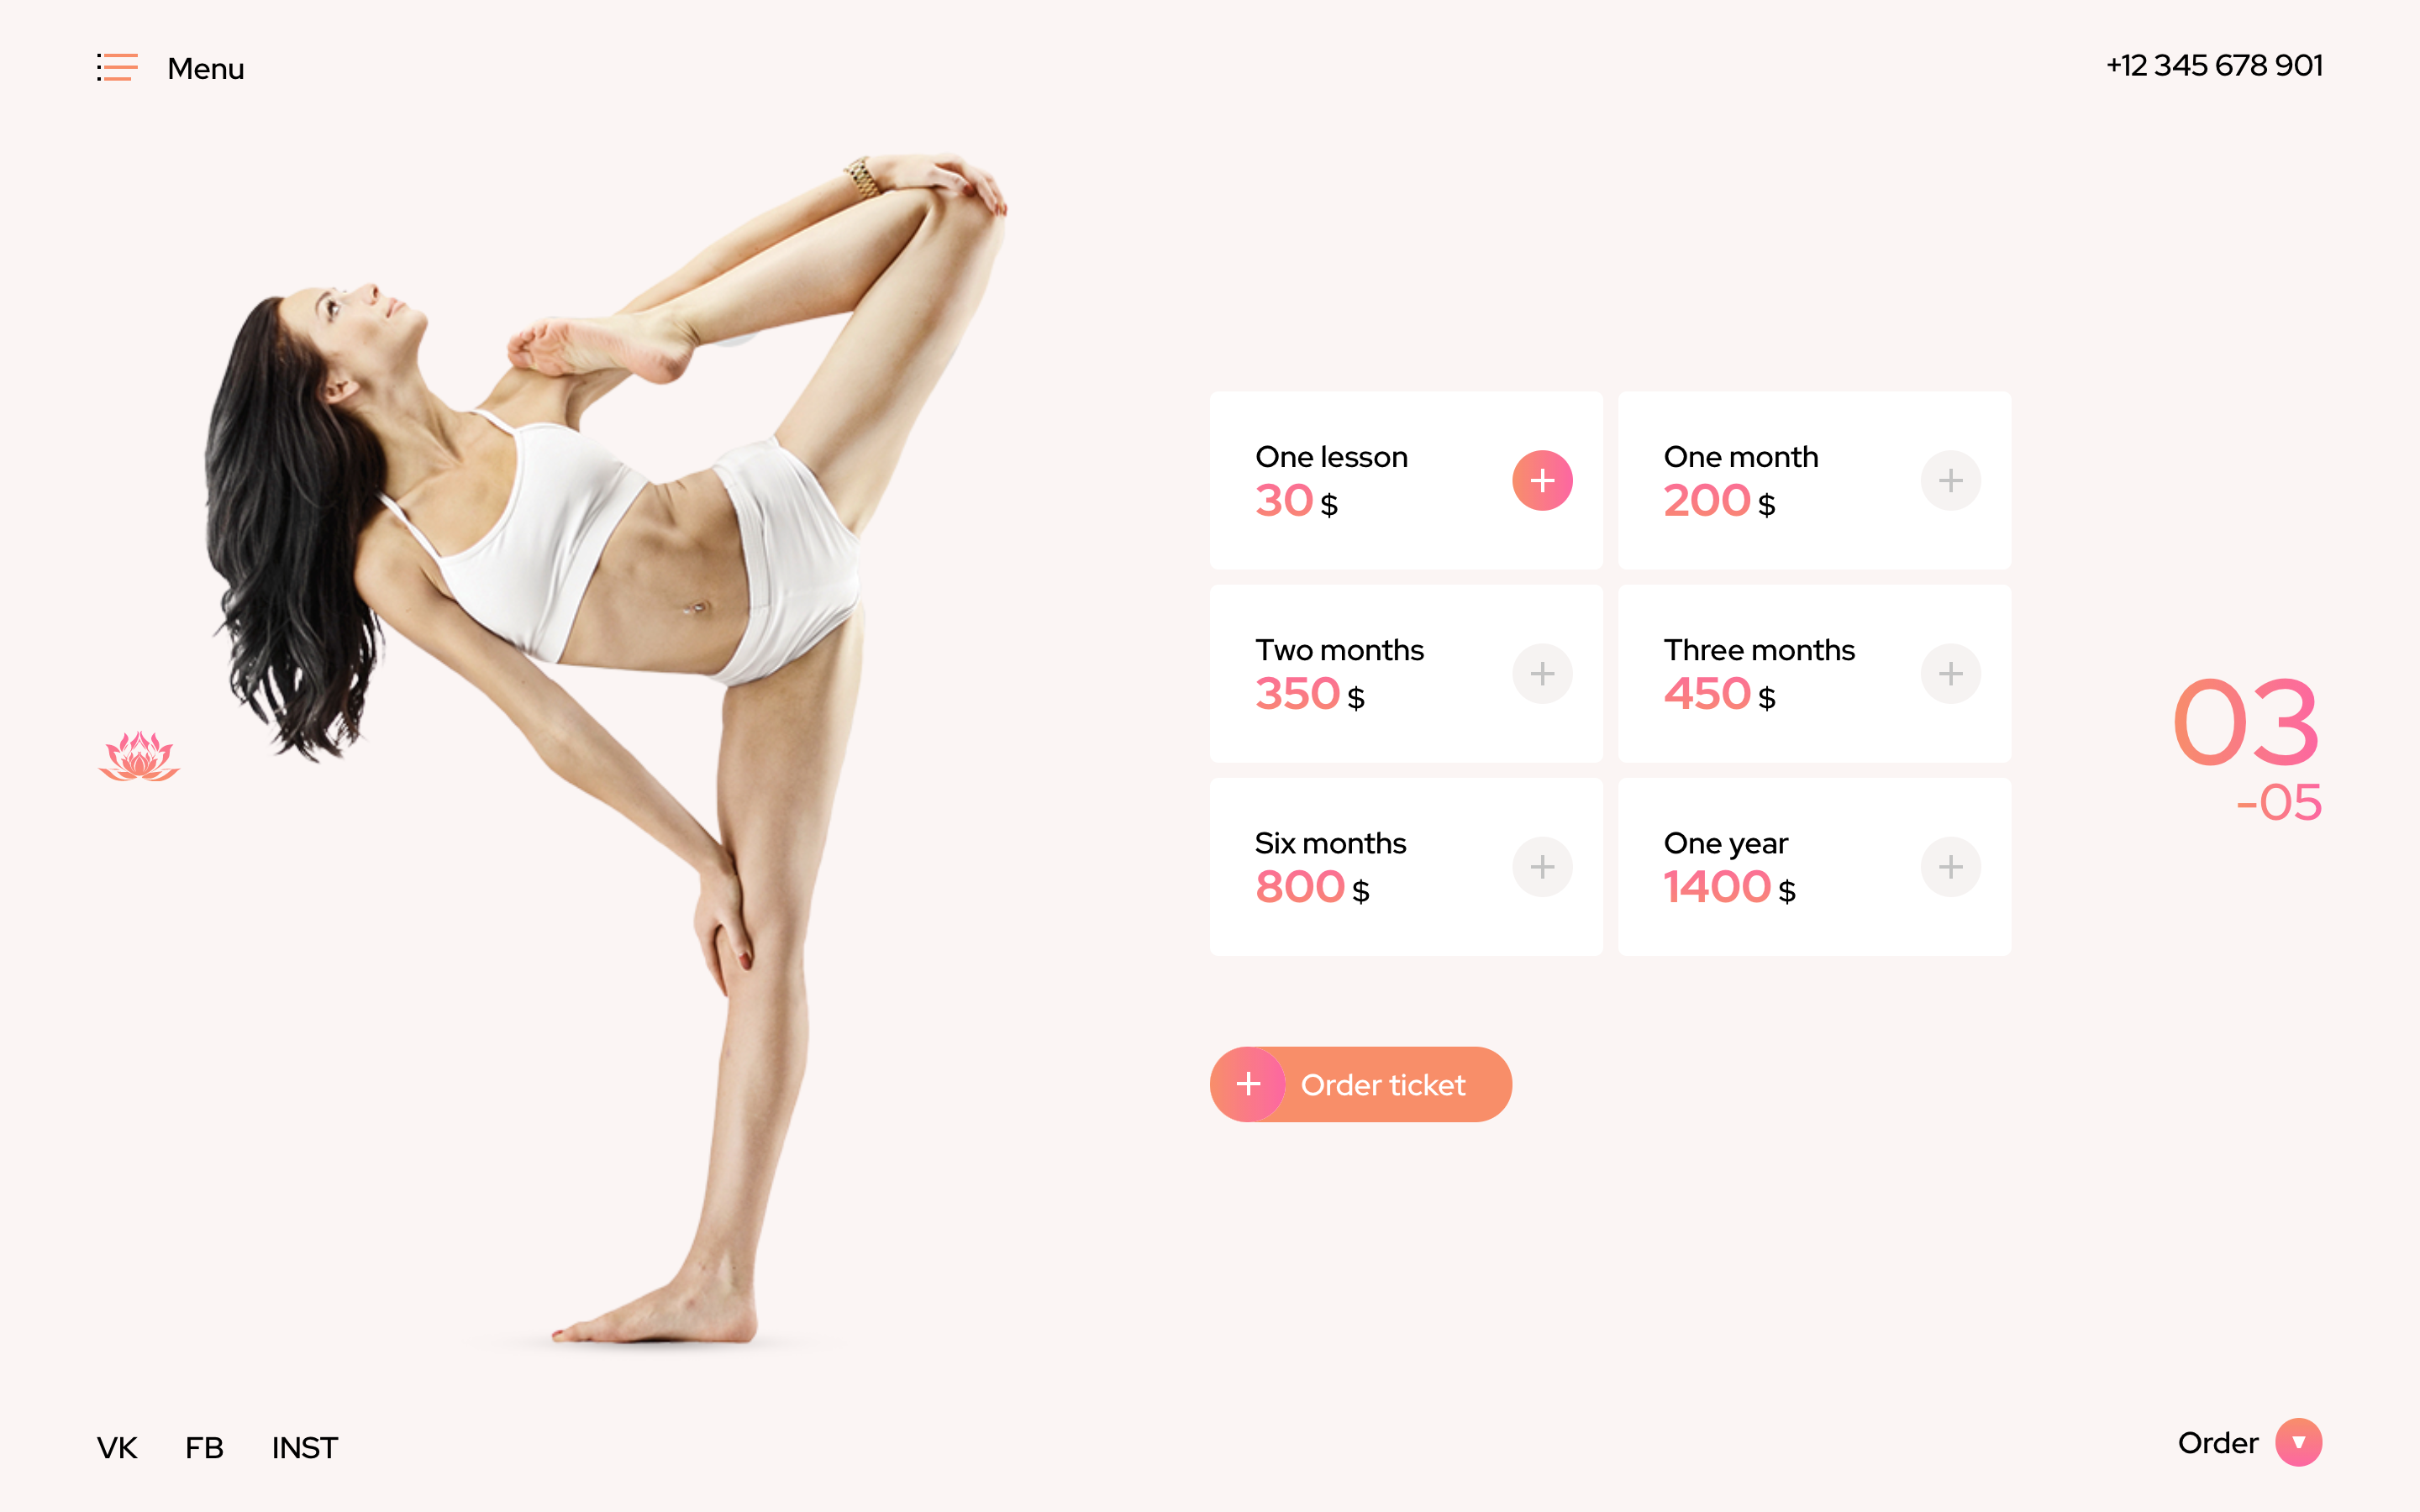 Menu
+12 345 678 901
One lesson
30 $
One month
200 $
Two months
350 $
Three months
450 $
Six months
800 $
One year
1400 $
03
-05
Order ticket
VK
FB
INST
Order